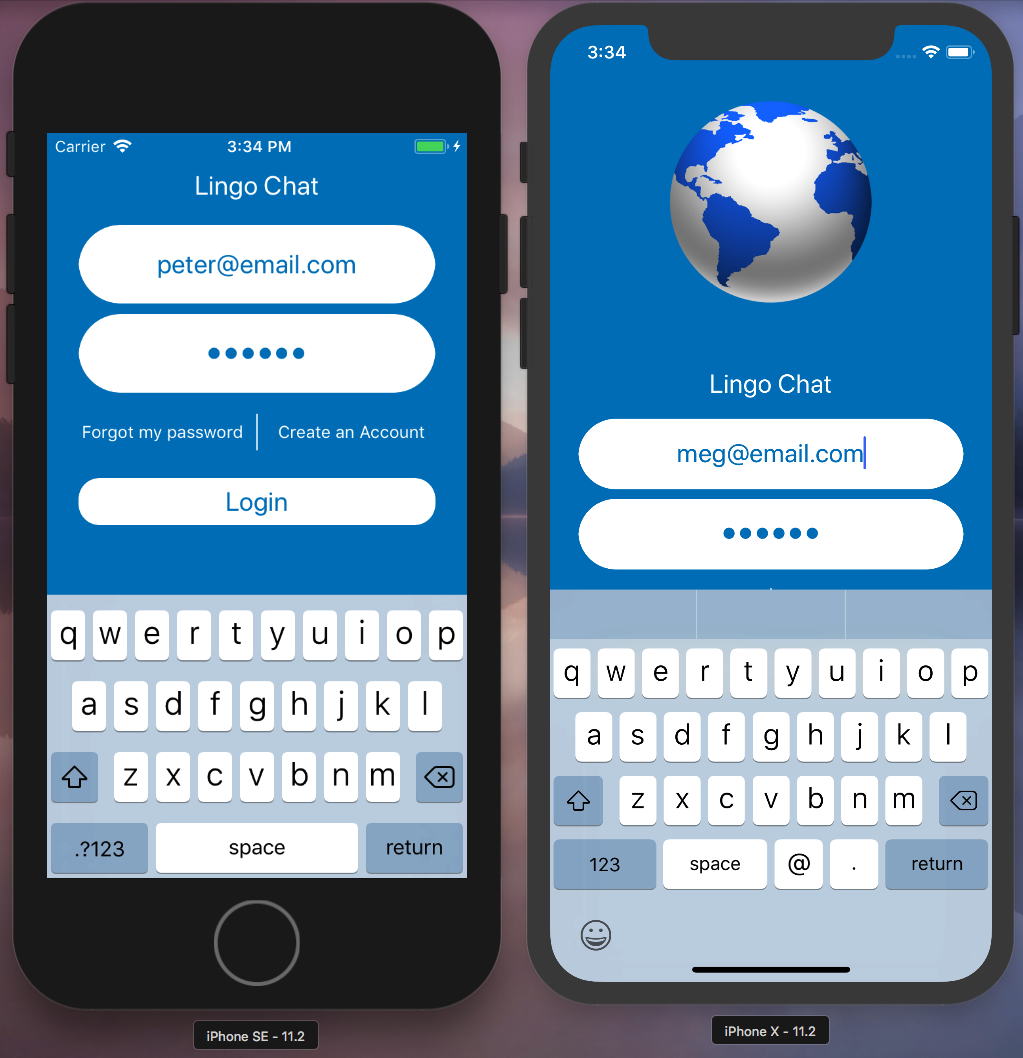 Carrier 3:34 PM
Lingo Chat
peter@email.com
Forgot my password
Create an Account
Login
q w e r t y u i o p
a s d f g h j k l
z x c v b n m
.?123 space return
iPhone SE - 11.2
3:34
Lingo Chat
meg@email.com
q w e r t y u i o p
a s d f g h j k l
z x c v b n m
123 space @ . return
iPhone X - 11.2